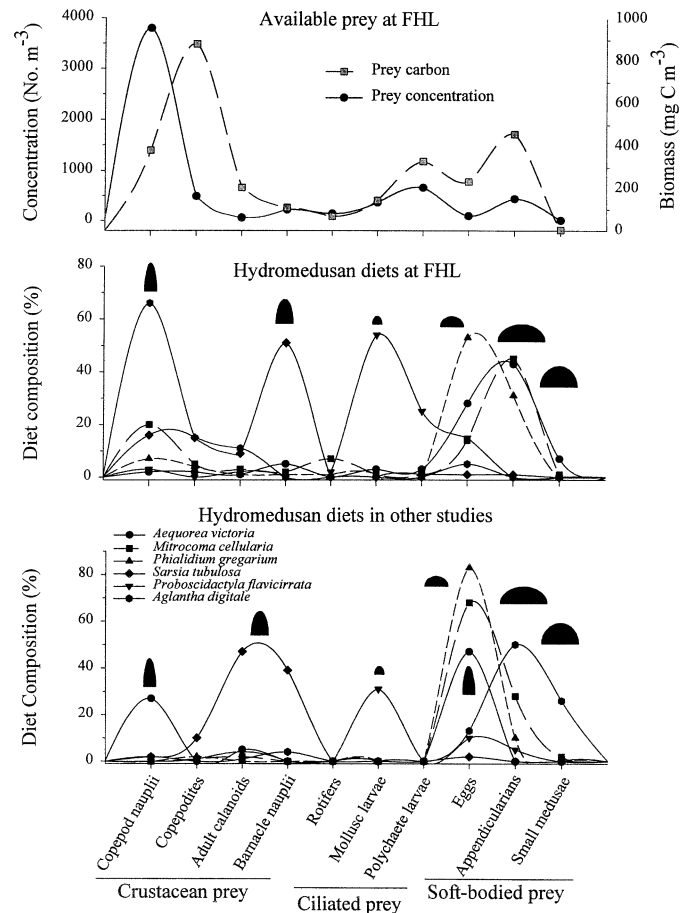 Available prey at FHL
Concentration (No. m-3)
4000
3000
2000
1000
0
Prey carbon
Prey concentration
1000
800
600
400
200
0
Biomass (mg C m-3)
Hydromedusan diets at FHL
Diet composition (%)
80
60
40
20
0
Hydromedusan diets in other studies
Aequorea victoria
Mitrocoma cellularia
Phialidium gregarium
Sarsia tubulosa
Proboscidactyla flavicirrata
Aglantha digitale
Diet Composition (%)
80
60
40
20
0
Copepod nauplii
Copepodites
Adult calanoids
Barnacle nauplii
Rotifers
Mollusc larvae
Polychaete larvae
Eggs
Appendicularians
Small medusae
Crustacean prey
Ciliated prey
Soft-bodied prey